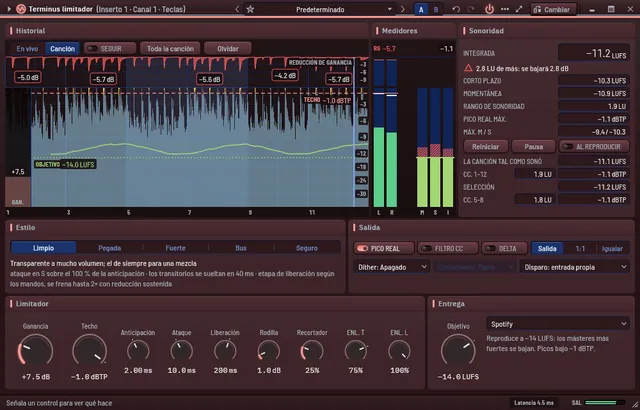 Terminus limitador (Inserto 1 · Canal 1 · Teclas)
Predeterminado
A B
Cambiar
Historial
En vivo Canción SEGUIR Toda la canción Olvidar
REDUCCIÓN DE GANANCIA
−5.0 dB −5.7 dB −5.6 dB −4.2 dB −5.7 dB
TECHO −1.0 dBTP
OBJETIVO −14.0 LUFS
+7.5
GAN.
−3
−6
−9
−12
−15
−18
−24
−30
1 3 5 7 9 11
Medidores
RG −5.7 −1.1
L R M S I
Sonoridad
INTEGRADA −11.2 LUFS
2.8 LU de más: se bajará 2.8 dB
CORTO PLAZO −10.3 LUFS
MOMENTÁNEA −10.9 LUFS
RANGO DE SONORIDAD 1.9 LU
PICO REAL MÁX. −1.1 dBTP
MÁX. M / S −9.4 / −10.3
Reiniciar Pausa AL REPRODUCIR
LA CANCIÓN TAL COMO SONÓ −11.1 LUFS
CC. 1-12 1.9 LU −1.1 dBTP
SELECCIÓN −11.2 LUFS
CC. 5-8 1.8 LU −1.1 dBTP
Estilo
Limpio Pegada Fuerte Bus Seguro
Transparente a mucho volumen; el de siempre para una mezcla
ataque en S sobre el 100 % de la anticipación · los transitorios se sueltan en 40 ms · etapa de liberación según
los mandos, se frena hasta 2× con reducción sostenida
Salida
PICO REAL FILTRO CC DELTA Salida 1:1 Igualar
Dither: Apagado Disparo: entrada propia
Limitador
Ganancia Techo Anticipación Ataque Liberación Rodilla Recortador ENL. T ENL. L
+7.5 dB −1.0 dBTP 2.00 ms 10.0 ms 200 ms 1.0 dB 25% 75% 100%
Entrega
Objetivo
−14.0 LUFS
Spotify
Reproduce a −14 LUFS; los másteres
más fuertes se bajan. Picos bajo −1 dBTP.
Señala un control para ver qué hace
Latencia 4.5 ms SAL